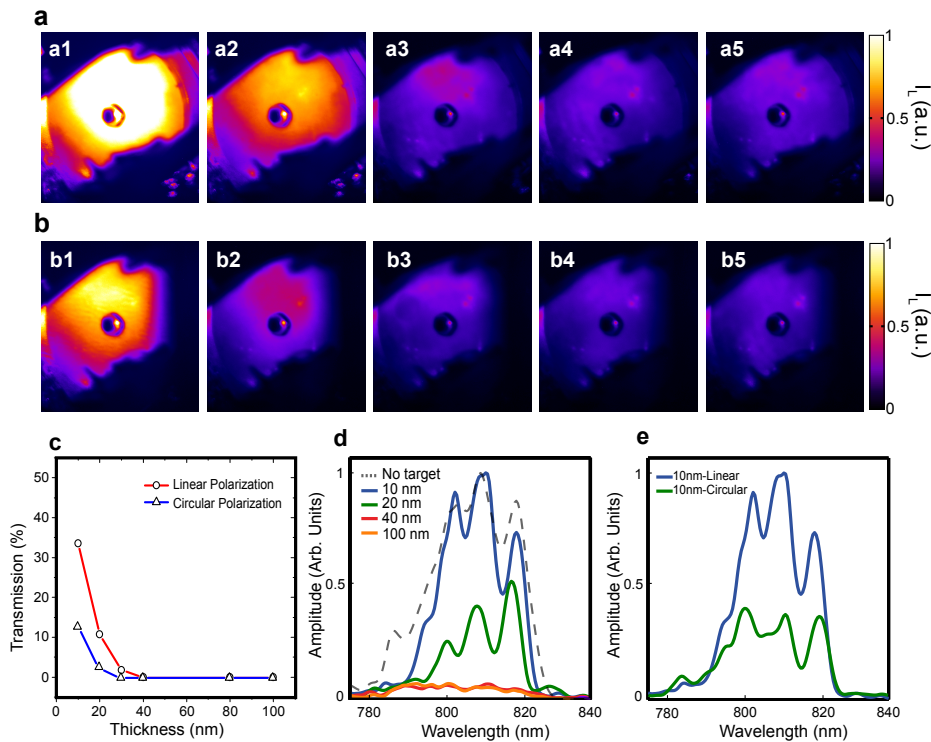 a
a1 a2 a3 a4 a5
1
0.5
0
I_L(a.u.)
b
b1 b2 b3 b4 b5
1
0.5
0
I_L(a.u.)
c
50
40
30
20
10
0
Transmission (%)
Linear Polarization
Circular Polarization
0 20 40 60 80 100
Thickness (nm)
d
1
0.5
Amplitude (Arb. Units)
No target
10 nm
20 nm
40 nm
100 nm
780 800 820 840
Wavelength (nm)
e
1
0.5
0
Amplitude (Arb. Units)
10nm-Linear
10nm-Circular
780 800 820 840
Wavelength (nm)